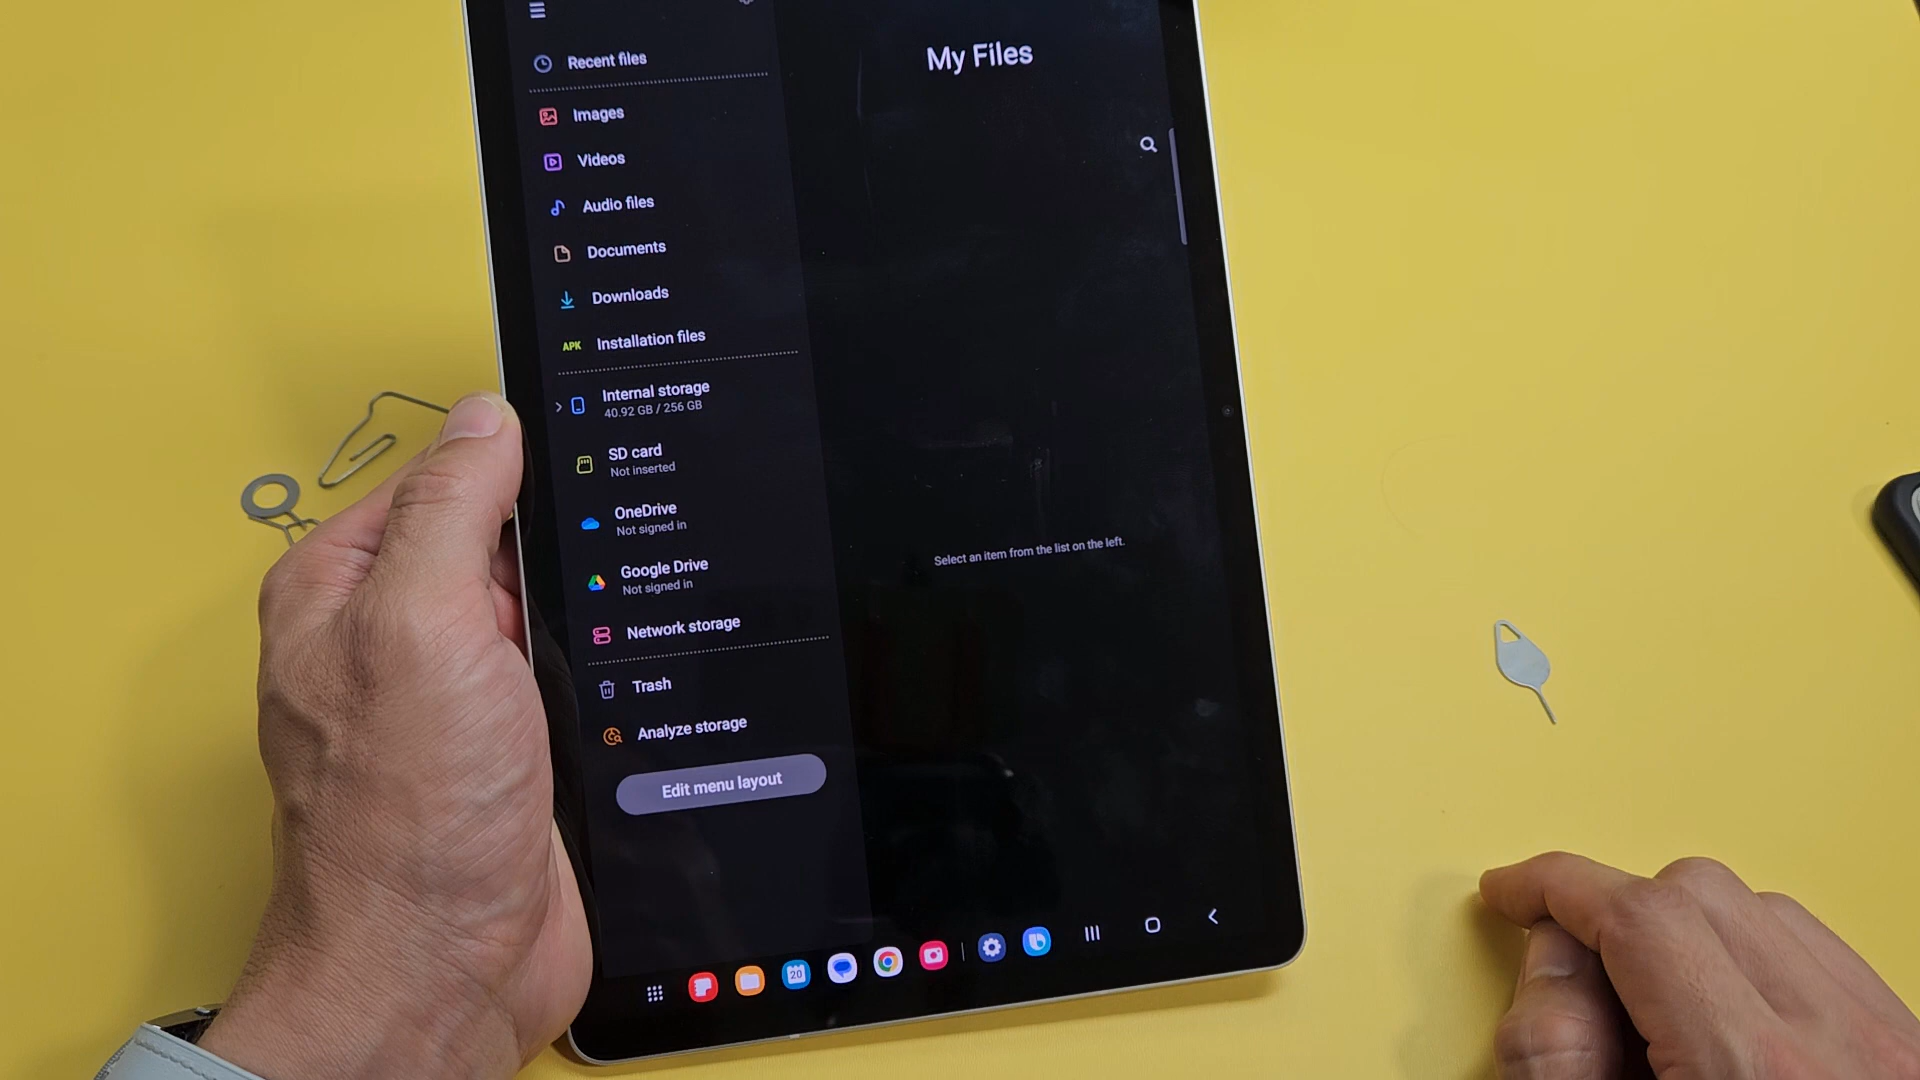 My Files
Recent files
Images
Videos
Audio files
Documents
Downloads
APK Installation files
Internal storage
40.92 GB / 256 GB
SD card
Not inserted
OneDrive
Not signed in
Google Drive
Not signed in
Network storage
Trash
Analyze storage
Edit menu layout
Select an item from the list on the left.
20